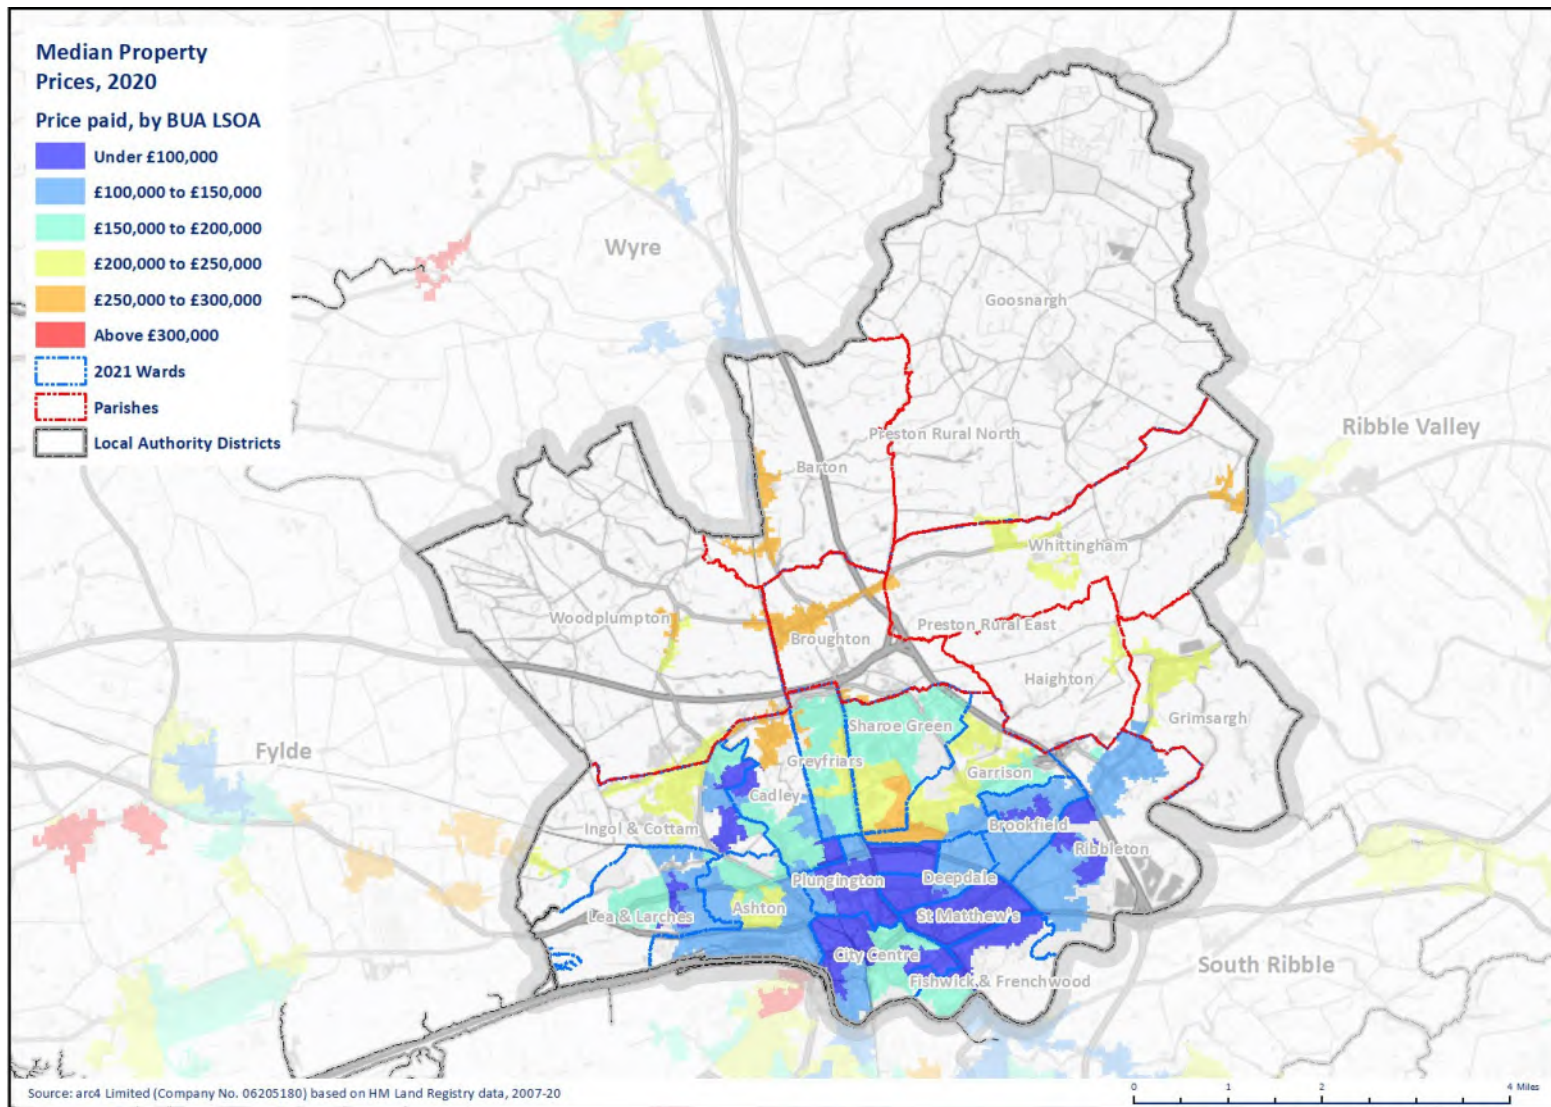 Median Property
Prices, 2020
Price paid, by BUA LSOA
Under £100,000
£100,000 to £150,000
£150,000 to £200,000
£200,000 to £250,000
£250,000 to £300,000
Above £300,000
2021 Wards
Parishes
Local Authority Districts
Wyre
Goosnargh
Ribble Valley
Preston Rural North
Barton
Whittingham
Woodplumpton
Broughton
Preston Rural East
Haighton
Grimsargh
Sharoe Green
Fylde
Greyfriars
Garrison
Cadley
Ingol & Cottam
Brookfield
Ribbleton
Plungington
Deepdale
Lea & Larches
Ashton
St Matthew's
City Centre
South Ribble
Fishwick & Frenchwood
Source: arc4 Limited (Company No. 06205180) based on HM Land Registry data, 2007-20
0 1 2 4 Miles